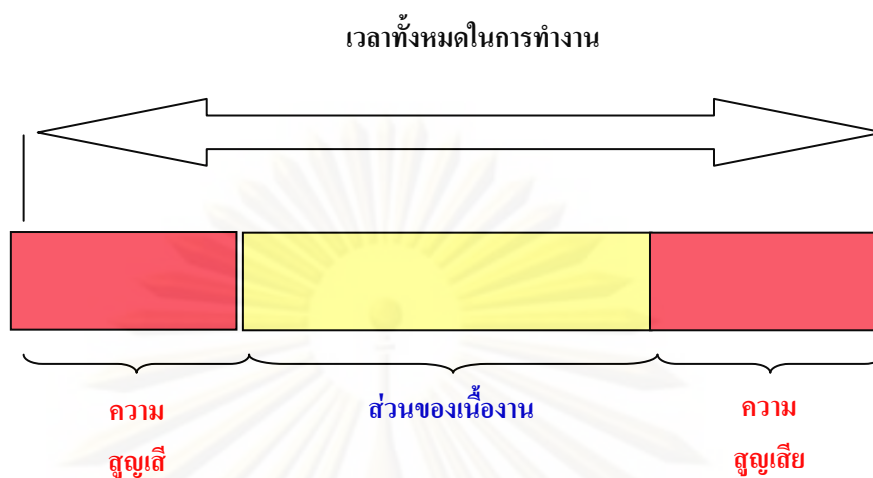 เวลาทั้งหมดในการทำงาน
ความ
สูญเสี
ส่วนของเนื้องาน
ความ
สูญเสีย